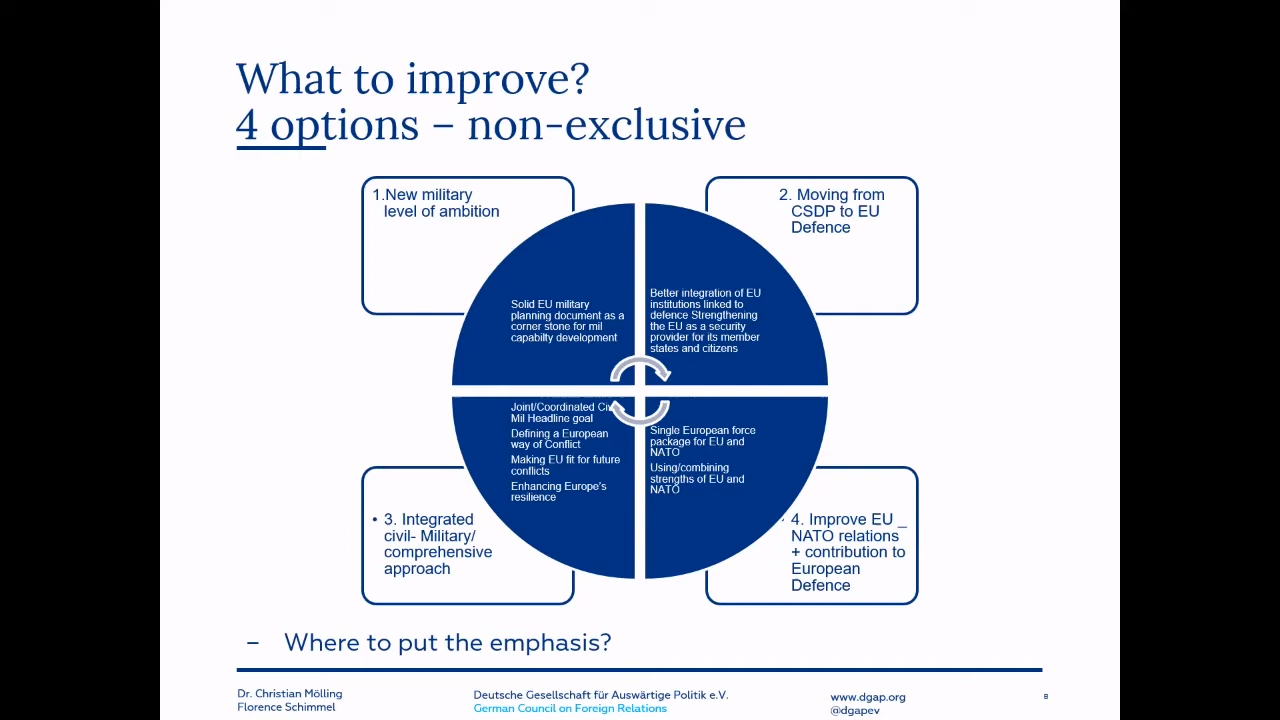 What to improve?
4 options – non-exclusive
1.New military
level of ambition
2. Moving from
CSDP to EU
Defence
Solid EU military
planning document as a
corner stone for mil
capabilty development
Better integration of EU
institutions linked to
defence Strengthening
the EU as a security
provider for its member
states and citizens
Joint/Coordinated
Mil Headline goal
Defining a European
way of Conflict
Making EU fit for future
conflicts
Enhancing Europe's
resilience
Single European force
package for EU and
NATO
Using/combining
strengths of EU and
NATO
• 3. Integrated
civil- Military/
comprehensive
approach
4. Improve EU _
NATO relations
+ contribution to
European
Defence
– Where to put the emphasis?
Dr. Christian Mölling
Florence Schimmel
Deutsche Gesellschaft für Auswärtige Politik e.V.
German Council on Foreign Relations
www.dgap.org
@dgapev
8